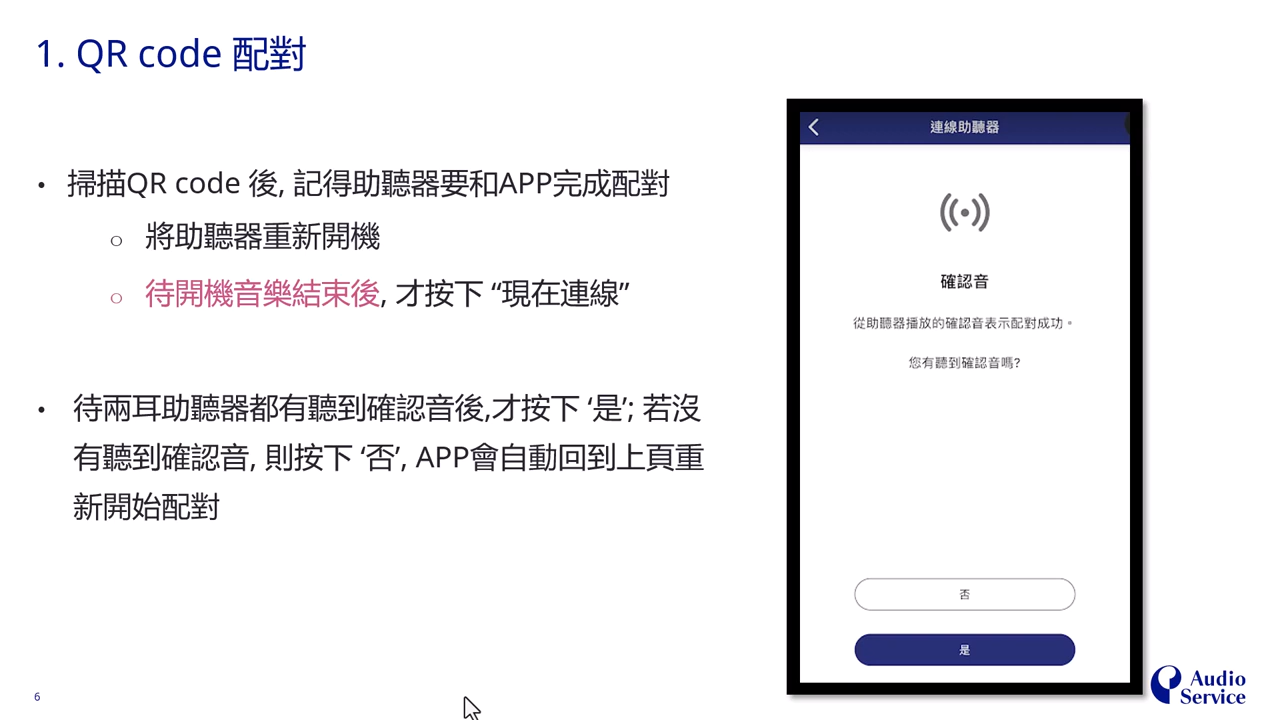 1. QR code 配對
• 掃描QR code 後, 記得助聽器要和APP完成配對
o 將助聽器重新開機
o 待開機音樂結束後, 才按下 “現在連線”
• 待兩耳助聽器都有聽到確認音後,才按下 ‘是’; 若沒
有聽到確認音, 則按下 ‘否’, APP會自動回到上頁重
新開始配對
連線助聽器
確認音
從助聽器播放的確認音表示配對成功。
您有聽到確認音嗎?
否
是
6
Audio
Service